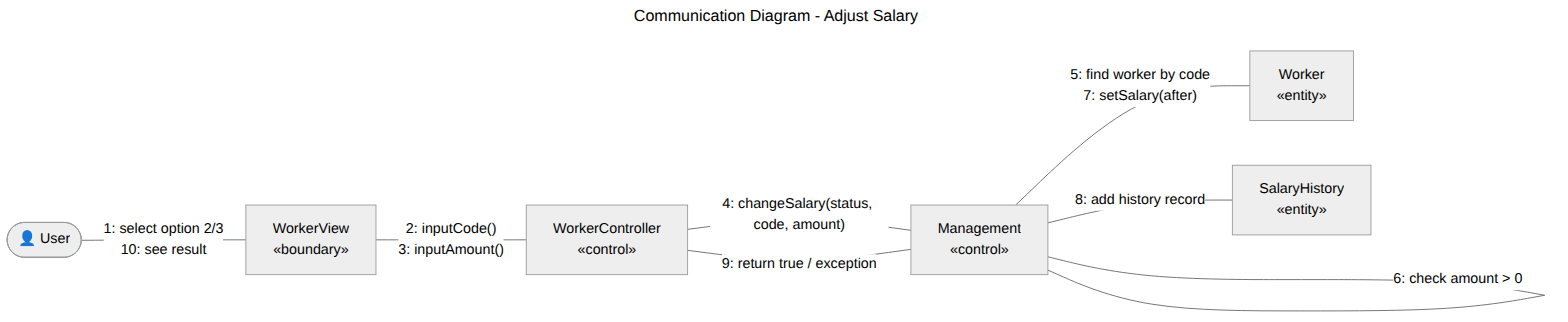 Communication Diagram - Adjust Salary
5: find worker by code
7: setSalary(after)
Worker
«entity»
👤 User
1: select option 2/3
10: see result
WorkerView
«boundary»
2: inputCode()
3: inputAmount()
WorkerController
«control»
4: changeSalary(status,
code, amount)
9: return true / exception
Management
«control»
8: add history record
SalaryHistory
«entity»
6: check amount > 0